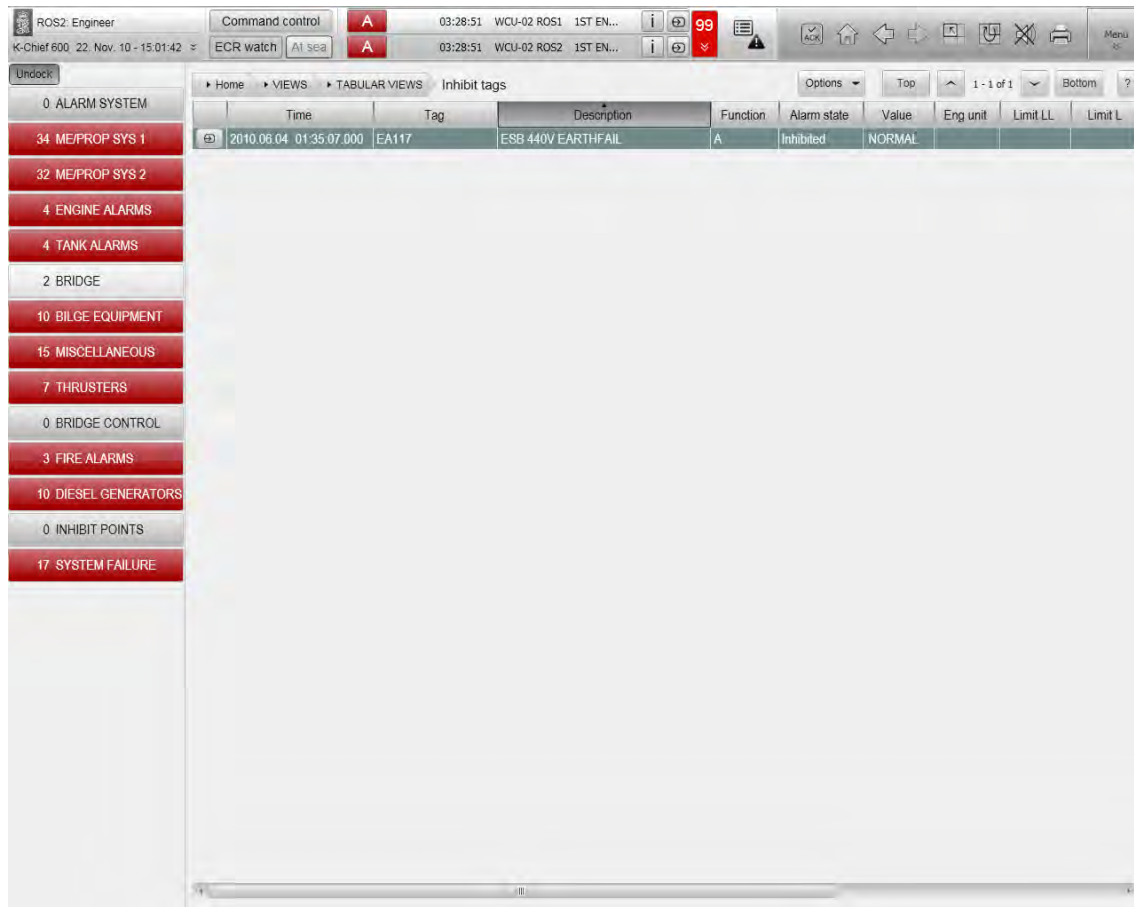 ROS2: Engineer
K-Chief 600 22. Nov. 10 - 15:01:42
Command control
ECR watch At sea
A 03:28:51 WCU-02 ROS1 1ST EN... i
A 03:28:51 WCU-02 ROS2 1ST EN... i
99
ACK
Menu
Undock
Home VIEWS TABULAR VIEWS Inhibit tags
Options Top 1 - 1 of 1 Bottom ?
Time Tag Description Function Alarm state Value Eng unit Limit LL Limit L
2010.06.04 01:35:07.000 EA117 ESB 440V EARTHFAIL A Inhibited NORMAL
0 ALARM SYSTEM
34 ME/PROP SYS 1
32 ME/PROP SYS 2
4 ENGINE ALARMS
4 TANK ALARMS
2 BRIDGE
10 BILGE EQUIPMENT
15 MISCELLANEOUS
7 THRUSTERS
0 BRIDGE CONTROL
3 FIRE ALARMS
10 DIESEL GENERATORS
0 INHIBIT POINTS
17 SYSTEM FAILURE